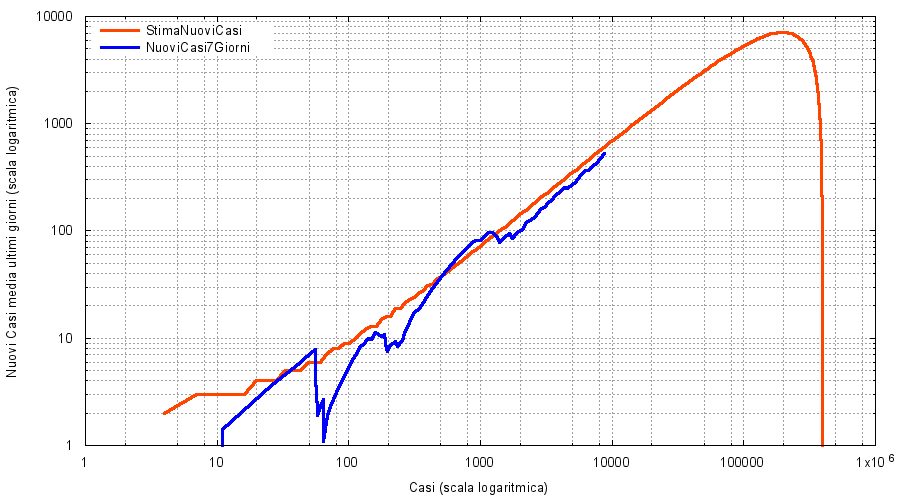 StimaNuoviCasi
NuoviCasi7Giorni
Nuovi Casi media ultimi giorni (scala logaritmica)
10000
1000
100
10
1
1 10 100 1000 10000 100000 1x10 6
Casi (scala logaritmica)